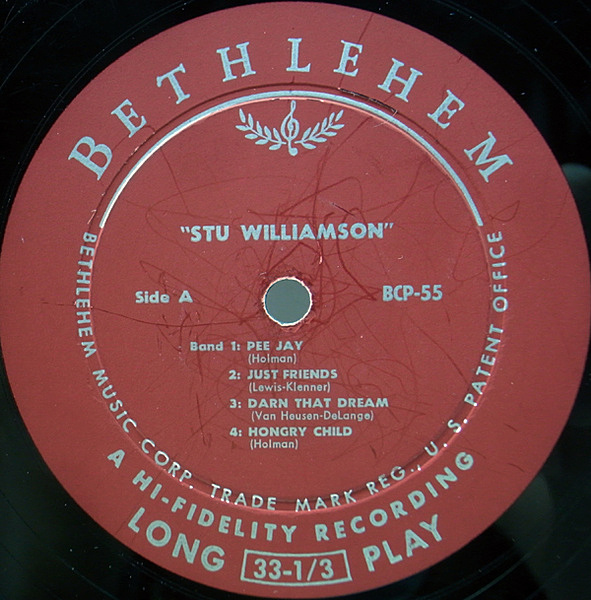 BETHLEHEM
"STU WILLIAMSON"
Side A
BCP-55
Band 1: PEE JAY
(Holman)
2: JUST FRIENDS
(Lewis-Klenner)
3: DARN THAT DREAM
(Van Heusen-DeLange)
4: HONGRY CHILD
(Holman)
BETHLEHEM MUSIC CORP. TRADE MARK REG., U. S. PATENT OFFICE
A HI-FIDELITY RECORDING
LONG 33-1/3 PLAY